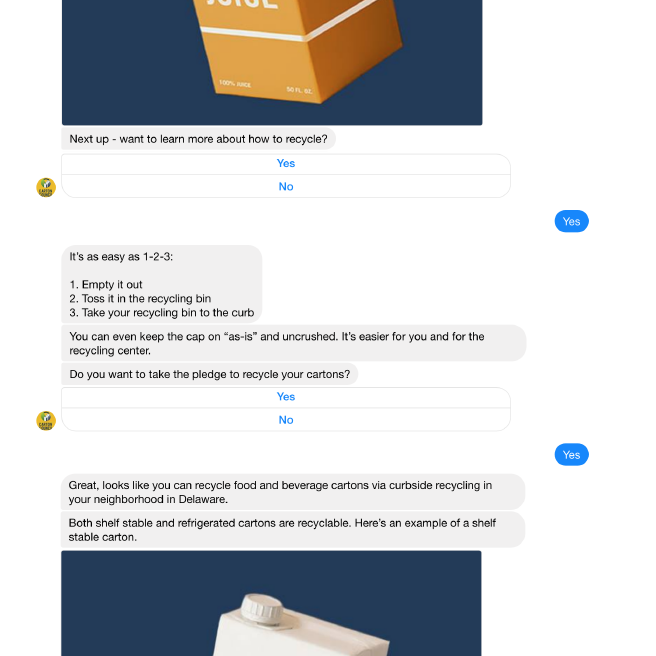 JUICE
100% JUICE
50 FL. OZ.
Next up - want to learn more about how to recycle?
Yes
No
Yes
It's as easy as 1-2-3:
1. Empty it out
2. Toss it in the recycling bin
3. Take your recycling bin to the curb
You can even keep the cap on “as-is” and uncrushed. It's easier for you and for the
recycling center.
Do you want to take the pledge to recycle your cartons?
Yes
No
Yes
Great, looks like you can recycle food and beverage cartons via curbside recycling in
your neighborhood in Delaware.
Both shelf stable and refrigerated cartons are recyclable. Here's an example of a shelf
stable carton.